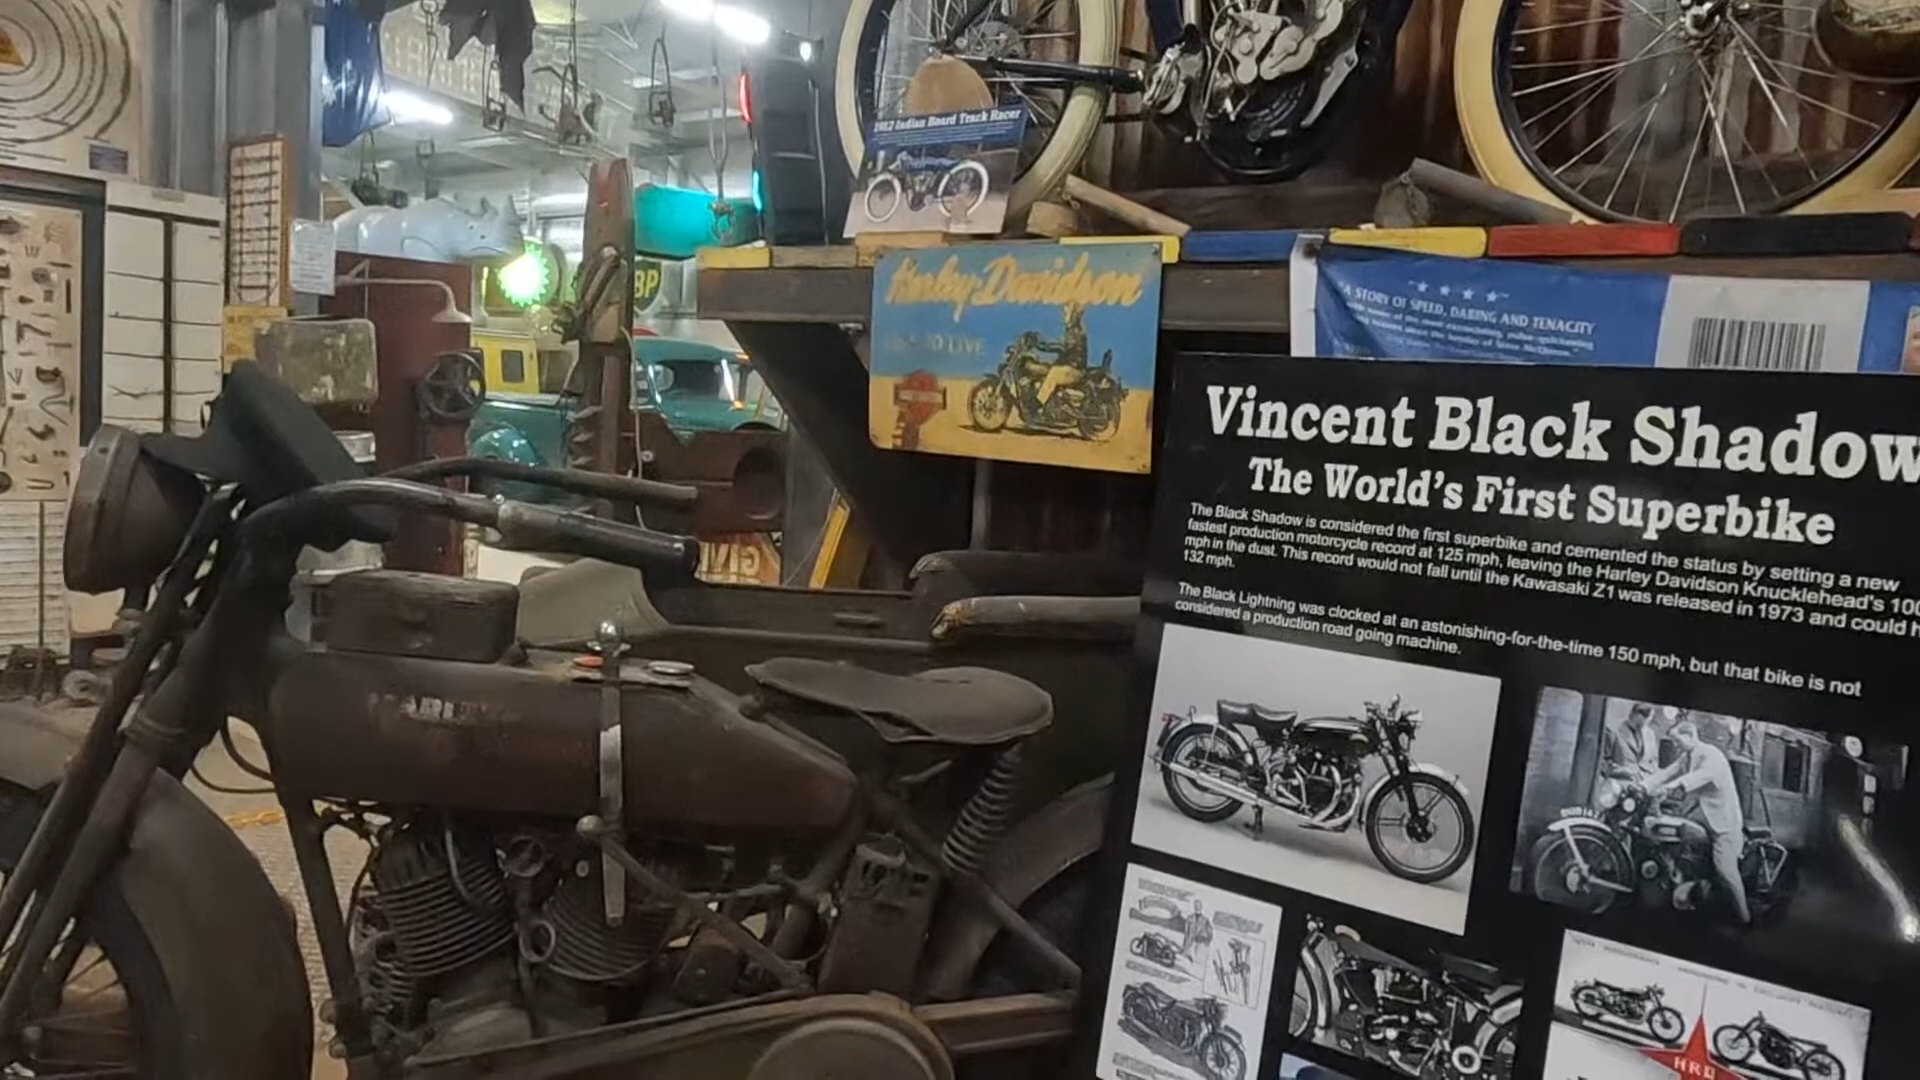 1912 Indian Board Track Racer
BP
Harley-Davidson
TO LIVE
A STORY OF SPEED, DARING AND TENACITY
Vincent Black Shadow
The World's First Superbike
The Black Shadow is considered the first superbike and cemented the status by setting a new
fastest production motorcycle record at 125 mph, leaving the Harley Davidson Knucklehead's 100
mph in the dust. This record would not fall until the Kawasaki Z1 was released in 1973 and could h
132 mph.
The Black Lightning was clocked at an astonishing-for-the-time 150 mph, but that bike is not
considered a production road going machine.
HRD